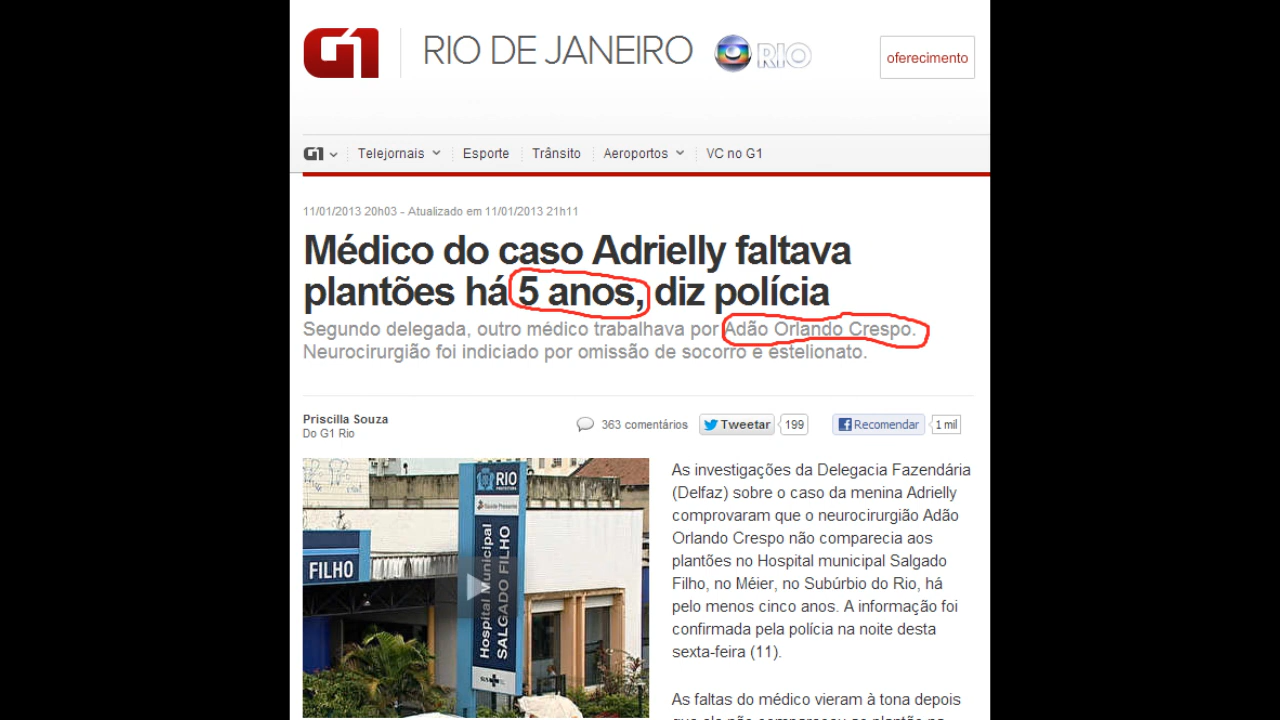 G1
RIO DE JANEIRO
RIO
oferecimento
G1
Telejornais
Esporte
Trânsito
Aeroportos
VC no G1
11/01/2013 20h03 - Atualizado em 11/01/2013 21h11
Médico do caso Adrielly faltava
plantões há 5 anos, diz polícia
Segundo delegada, outro médico trabalhava por Adão Orlando Crespo.
Neurocirurgião foi indiciado por omissão de socorro e estelionato.
Priscilla Souza
Do G1 Rio
363 comentários
Tweetar
199
Recomendar
1 mil
FILHO
RIO
PREFEITURA
Hospital Municipal
SALGADO FILHO
SUS
As investigações da Delegacia Fazendária
(Delfaz) sobre o caso da menina Adrielly
comprovaram que o neurocirurgião Adão
Orlando Crespo não comparecia aos
plantões no Hospital municipal Salgado
Filho, no Méier, no Subúrbio do Rio, há
pelo menos cinco anos. A informação foi
confirmada pela polícia na noite desta
sexta-feira (11).
As faltas do médico vieram à tona depois